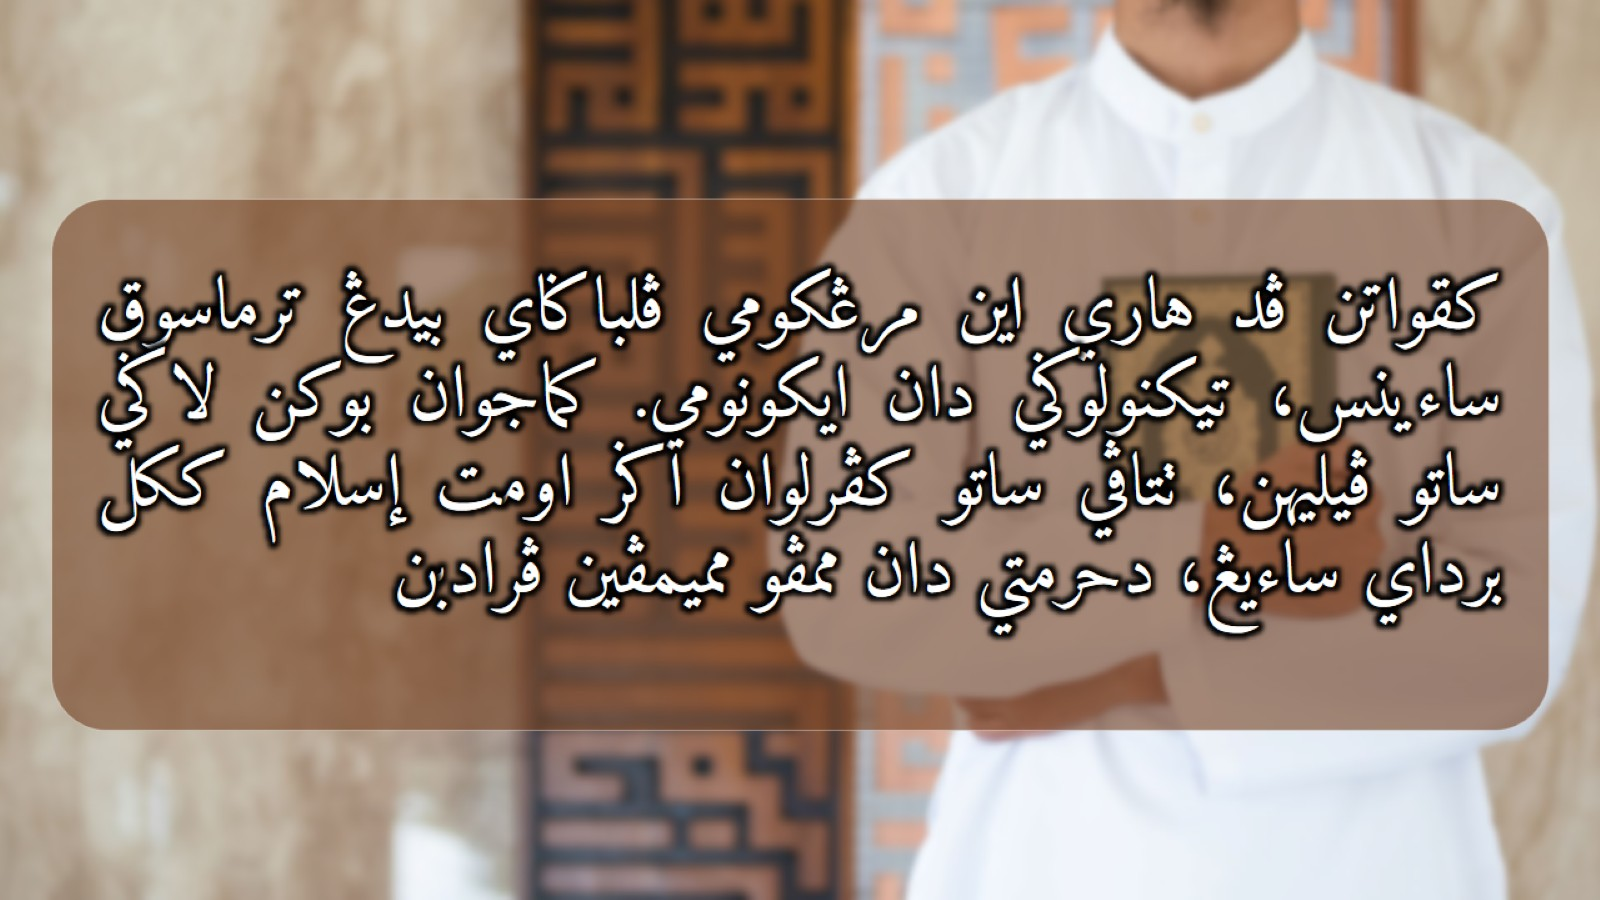 كقواتن ڤد هاري اين مرڠكومي ڤلباݢاي بيدڠ ترماسوق
ساءينس، تيكنولوݢي دان ايكونومي. كماجوان بوكن لاݢي
ساتو ڤيليهن، تتاڤي ساتو كڤرلوان اݢر اومت إسلام ككل
برداي ساءيڠ، دحرمتي دان ممڤو مميمڤين ڤرادبن